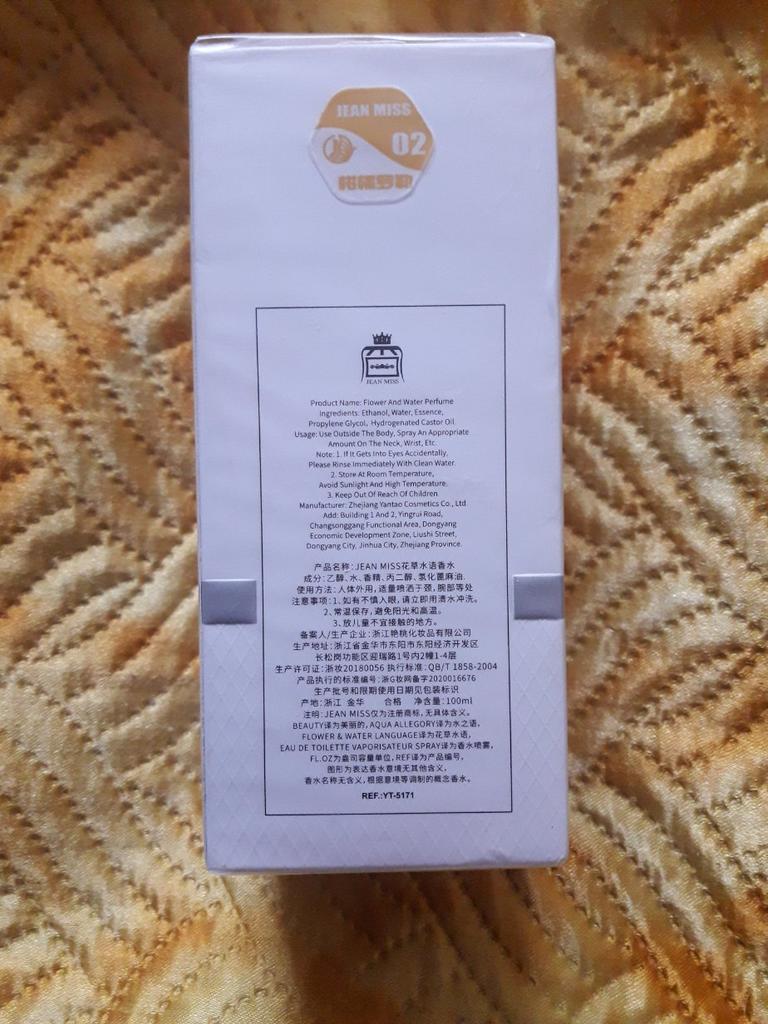 JEAN MISS
02
柑橘罗勒
JEAN MISS
Product Name: Flower And Water Perfume
Ingredients: Ethanol, Water, Essence,
Propylene Glycol, Hydrogenated Castor Oil.
Usage: Use Outside The Body, Spray An Appropriate
Amount On The Neck, Wrist, Etc.
Note: 1. If It Gets Into Eyes Accidentally,
Please Rinse Immediately With Clean Water.
2. Store At Room Temperature,
Avoid Sunlight And High Temperature.
3. Keep Out Of Reach Of Children
Manufacturer: Zhejiang Yantao Cosmetics Co., Ltd
Add: Building 1 And 2, Yingrui Road,
Changsonggang Functional Area, Dongyang
Economic Development Zone, Liushi Street,
Dongyang City, Jinhua City, Zhejiang Province.
产品名称: JEAN MISS花草水语香水
成分:乙醇、水、香精、丙二醇、氢化蓖麻油.
使用方法:人体外用,适量喷洒于颈,腕部等处
注意事项:1、如有不慎入眼,请立即用清水冲洗。
2、常温保存,避免阳光和高温。
3、放儿童不宜接触的地方。
备案人/生产企业:浙江艳桃化妆品有限公司
生产地址:浙江省金华市东阳市东阳经济开发区
长松岗功能区迎瑞路1号内2幢1-4层
生产许可证:浙妆20180056 执行标准:QB/T 1858-2004
产品执行的标准编号:浙G妆网备字2020016676
生产批号和限期使用日期见包装标识
产地:浙江 金华 合格 净含量:100ml
注明:JEAN MISS仅为注册商标,无具体含义。
BEAUTY译为美丽的, AQUA ALLEGORY译为水之语,
FLOWER & WATER LANGUAGE译为花草水语,
EAU DE TOILETTE VAPORISATEUR SPRAY译为香水喷雾,
FL.OZ为盎司容量单位, REF译为产品编号,
图形为表达香水意境无其他含义,
香水名称无含义,根据意境等调制的概念香水。
REF.:YT-5171